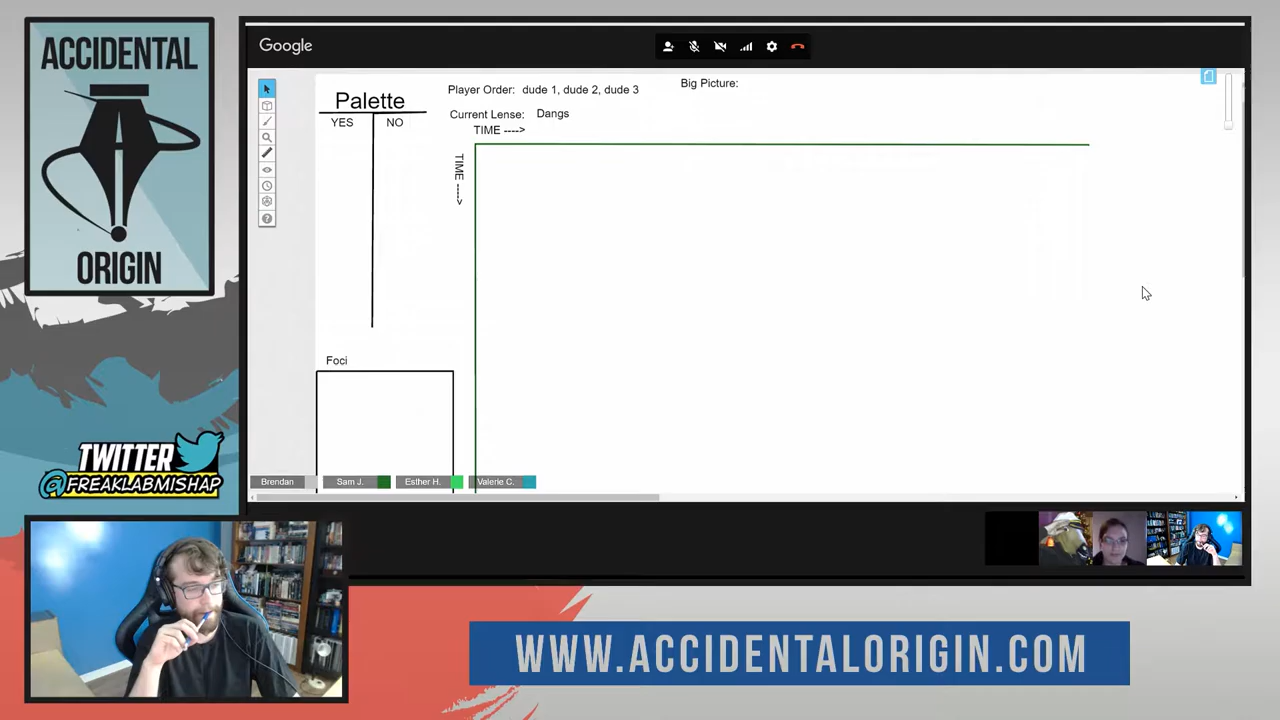 ACCIDENTAL
ORIGIN
TWITTER
@FREAKLABMISHAP
Google
Palette
YES NO
Player Order: dude 1, dude 2, dude 3
Current Lense: Dangs
TIME ---->
TIME ---->
Big Picture:
Foci
Brendan
Sam J.
Esther H.
Valerie C.
WWW.ACCIDENTALORIGIN.COM